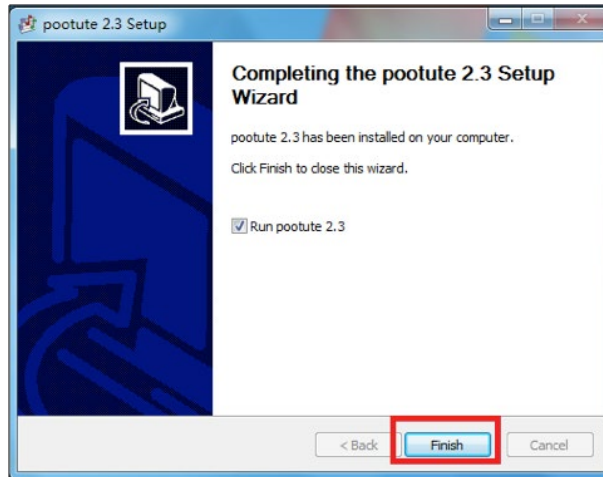 pootute 2.3 Setup
Completing the pootute 2.3 Setup
Wizard
pootute 2.3 has been installed on your computer.
Click Finish to close this wizard.
Run pootute 2.3
< Back
Finish
Cancel